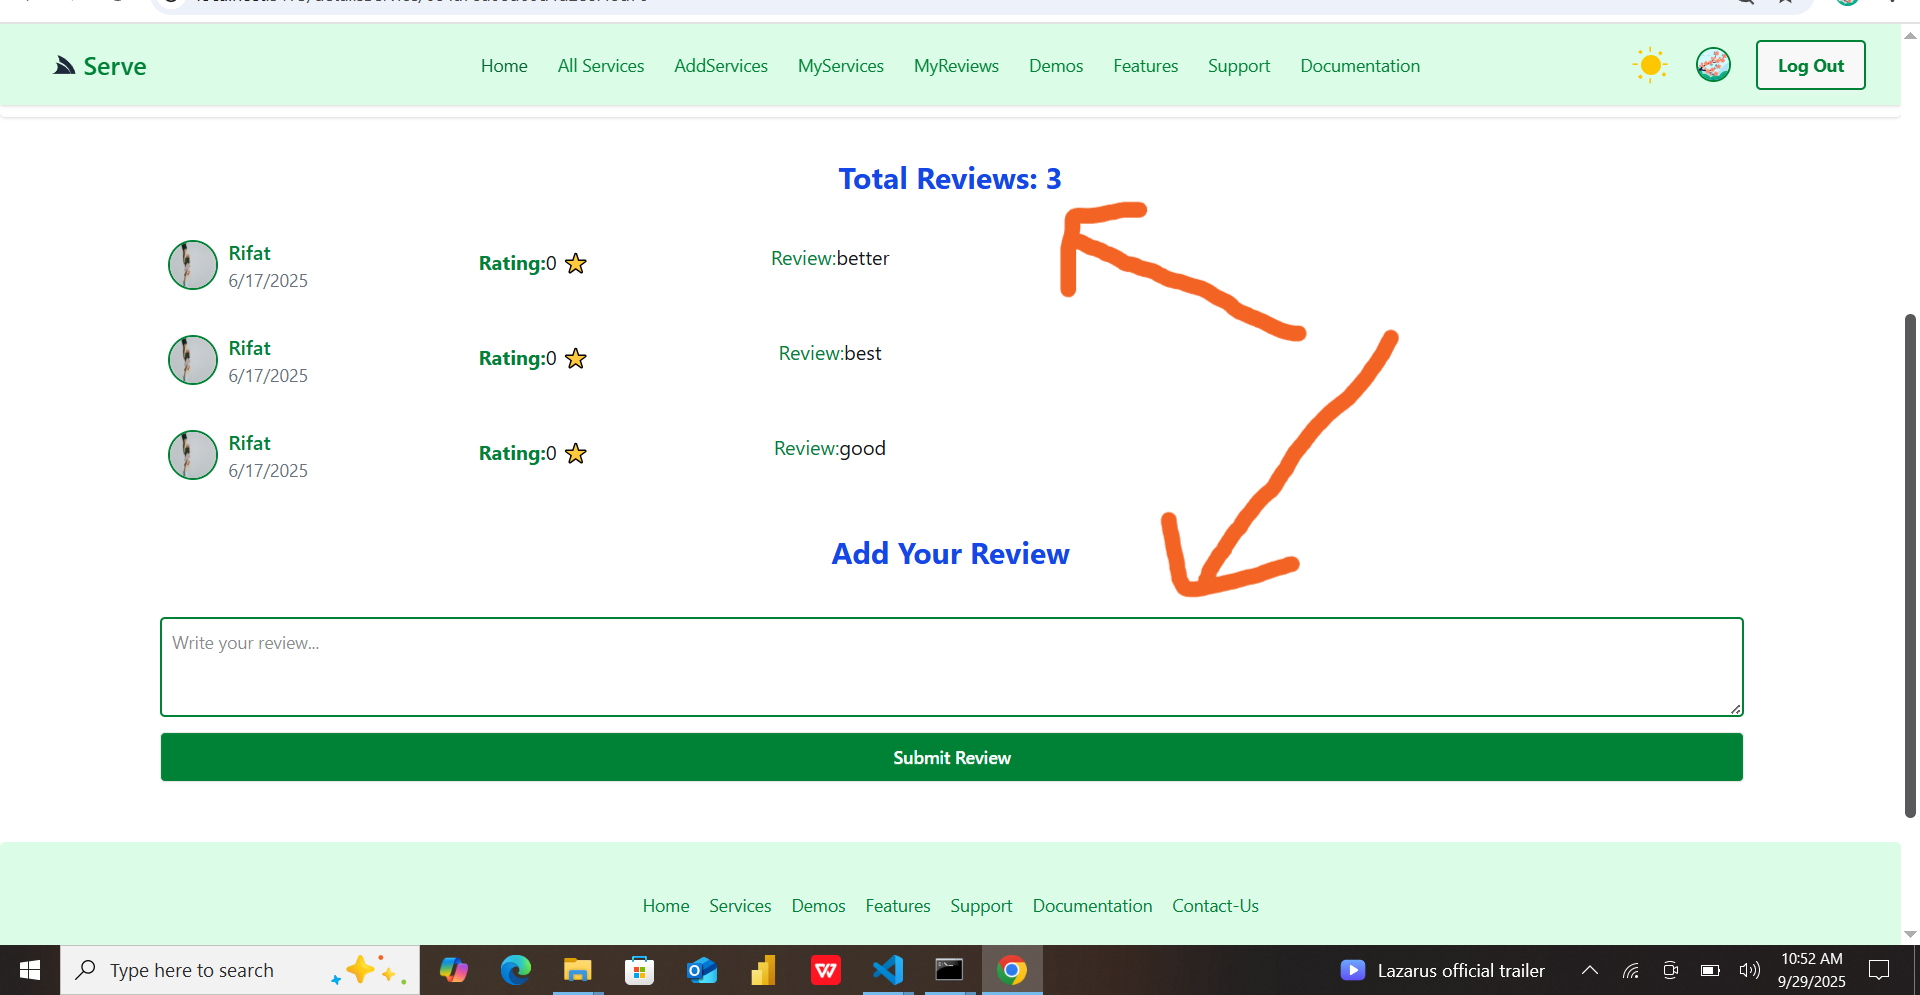 Serve
Home All Services AddServices MyServices MyReviews Demos Features Support Documentation
Log Out
Total Reviews: 3
Rifat
6/17/2025
Rating:0
Review:better
Rifat
6/17/2025
Rating:0
Review:best
Rifat
6/17/2025
Rating:0
Review:good
Add Your Review
Write your review...
Submit Review
Home Services Demos Features Support Documentation Contact-Us
Type here to search
Lazarus official trailer
10:52 AM
9/29/2025